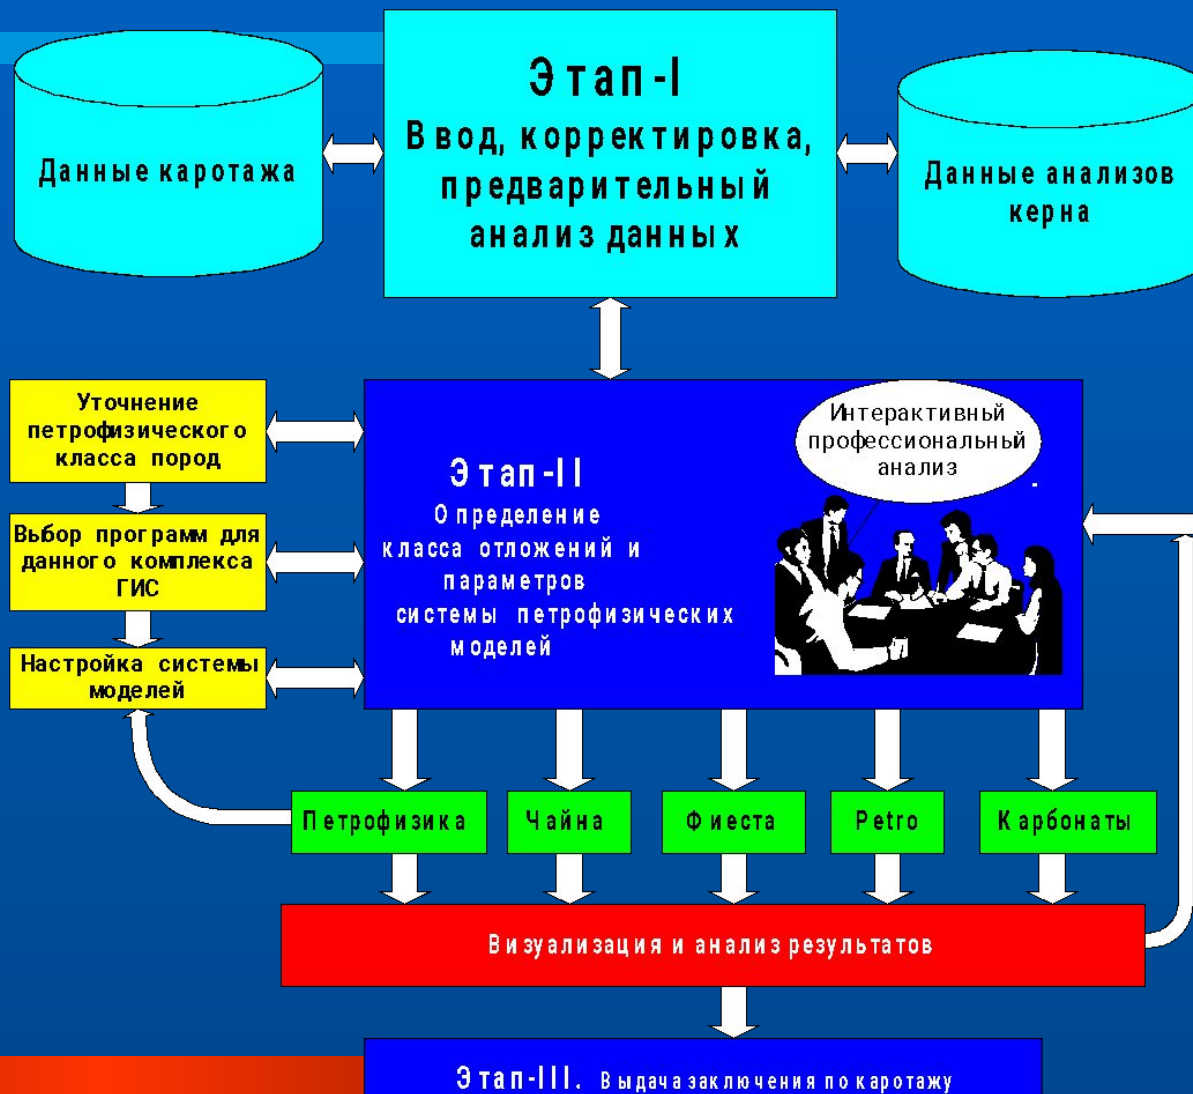 Этап-I
Ввод, корректировка,
предварительный
анализ данных
Данные каротажа
Данные анализов
керна
Уточнение
петрофизического
класса пород
Выбор программ для
данного комплекса
ГИС
Настройка системы
моделей
Этап-II
Определение
класса отложений и
параметров
системы петрофизических
моделей
Интерактивный
профессиональный
анализ
Петрофизика
Чайна
Фиеста
Petro
Карбонаты
Визуализация и анализ результатов
Этап-III. Выдача заключения по каротажу